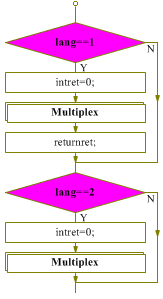 lang==1
N
Y
intret=0;
Multiplex
returnret;
lang==2
N
Y
intret=0;
Multiplex